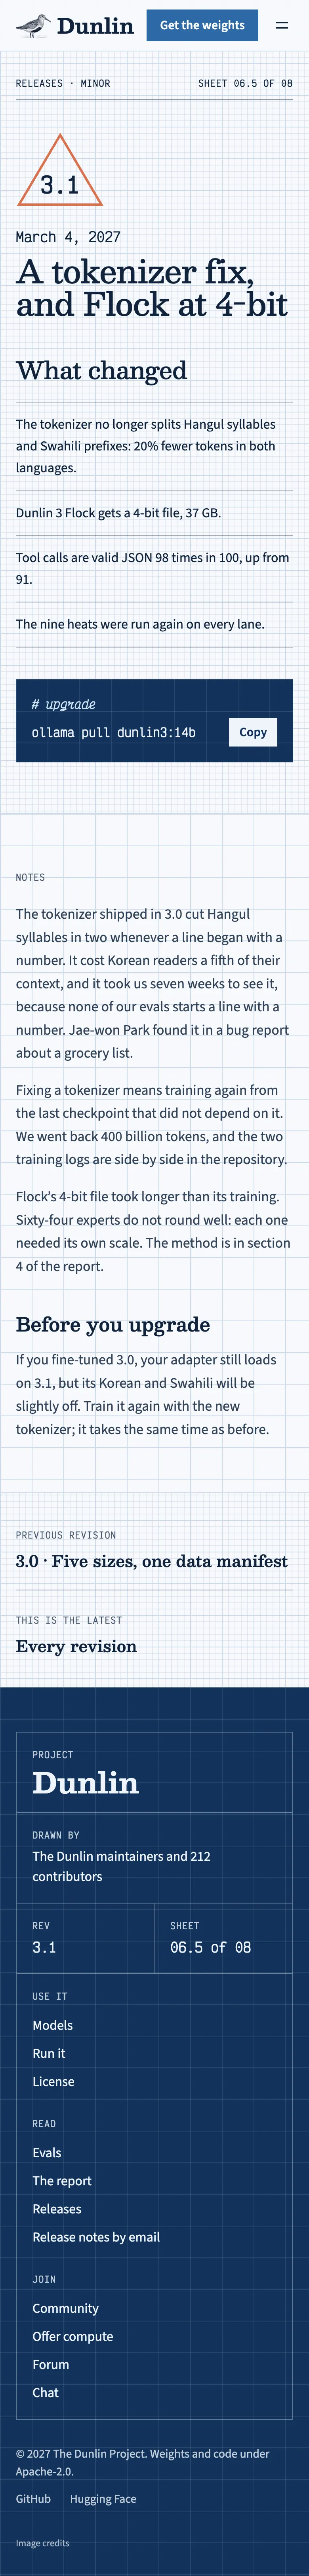 Dunlin
Get the weights
RELEASES · MINOR
SHEET 06.5 OF 08
3.1
March 4, 2027
A tokenizer fix,
and Flock at 4-bit
What changed
The tokenizer no longer splits Hangul syllables
and Swahili prefixes: 20% fewer tokens in both
languages.
Dunlin 3 Flock gets a 4-bit file, 37 GB.
Tool calls are valid JSON 98 times in 100, up from
91.
The nine heats were run again on every lane.
# upgrade
ollama pull dunlin3:14b
Copy
NOTES
The tokenizer shipped in 3.0 cut Hangul
syllables in two whenever a line began with a
number. It cost Korean readers a fifth of their
context, and it took us seven weeks to see it,
because none of our evals starts a line with a
number. Jae-won Park found it in a bug report
about a grocery list.
Fixing a tokenizer means training again from
the last checkpoint that did not depend on it.
We went back 400 billion tokens, and the two
training logs are side by side in the repository.
Flock’s 4-bit file took longer than its training.
Sixty-four experts do not round well: each one
needed its own scale. The method is in section
4 of the report.
Before you upgrade
If you fine-tuned 3.0, your adapter still loads
on 3.1, but its Korean and Swahili will be
slightly off. Train it again with the new
tokenizer; it takes the same time as before.
PREVIOUS REVISION
3.0 · Five sizes, one data manifest
THIS IS THE LATEST
Every revision
PROJECT
Dunlin
DRAWN BY
The Dunlin maintainers and 212
contributors
REV
3.1
SHEET
06.5 of 08
USE IT
Models
Run it
License
READ
Evals
The report
Releases
Release notes by email
JOIN
Community
Offer compute
Forum
Chat
© 2027 The Dunlin Project. Weights and code under
Apache-2.0.
GitHub
Hugging Face
Image credits